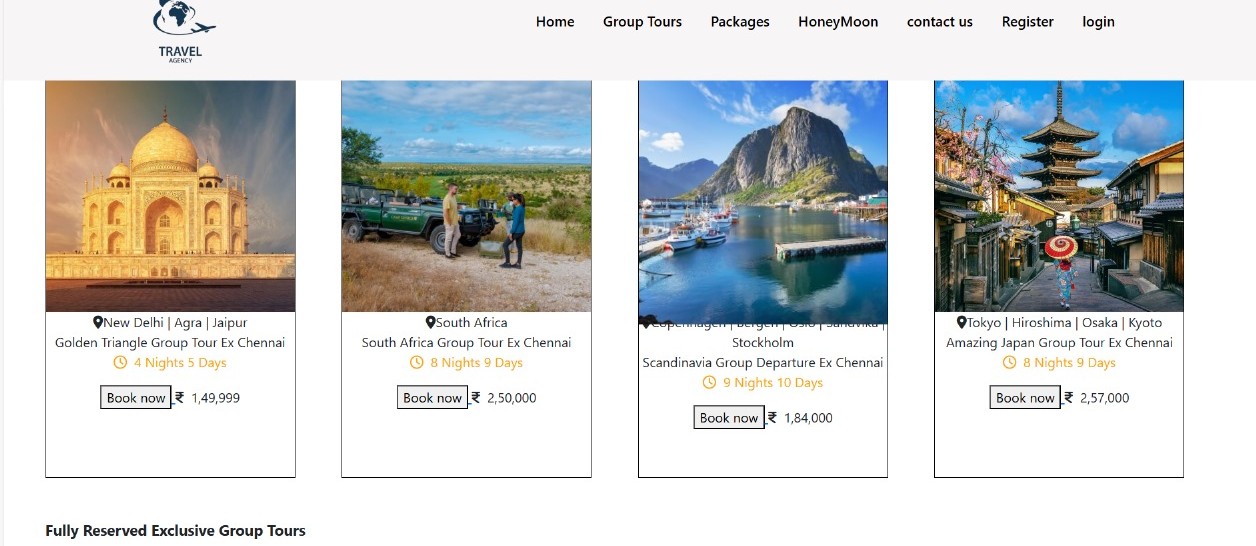 TRAVEL
AGENCY
Home Group Tours Packages HoneyMoon contact us Register login
New Delhi | Agra | Jaipur
Golden Triangle Group Tour Ex Chennai
4 Nights 5 Days
Book now ₹ 1,49,999
South Africa
South Africa Group Tour Ex Chennai
8 Nights 9 Days
Book now ₹ 2,50,000
Copenhagen | Bergen | Oslo | Sandvika |
Stockholm
Scandinavia Group Departure Ex Chennai
9 Nights 10 Days
Book now ₹ 1,84,000
Tokyo | Hiroshima | Osaka | Kyoto
Amazing Japan Group Tour Ex Chennai
8 Nights 9 Days
Book now ₹ 2,57,000
Fully Reserved Exclusive Group Tours